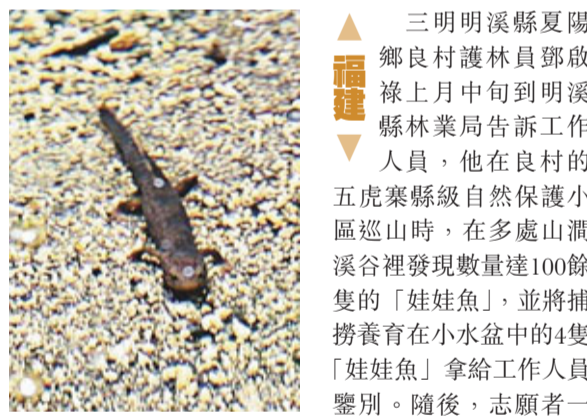 福建
三明明溪縣夏陽
鄉良村護林員鄧啟
祿上月中旬到明溪
縣林業局告訴工作
人員，他在良村的
五虎寨縣級自然保護小
區巡山時，在多處山澗
溪谷裡發現數量達100餘
隻的「娃娃魚」，並將捕
撈養育在小水盆中的4隻
「娃娃魚」拿給工作人員
鑒別。隨後，志願者一